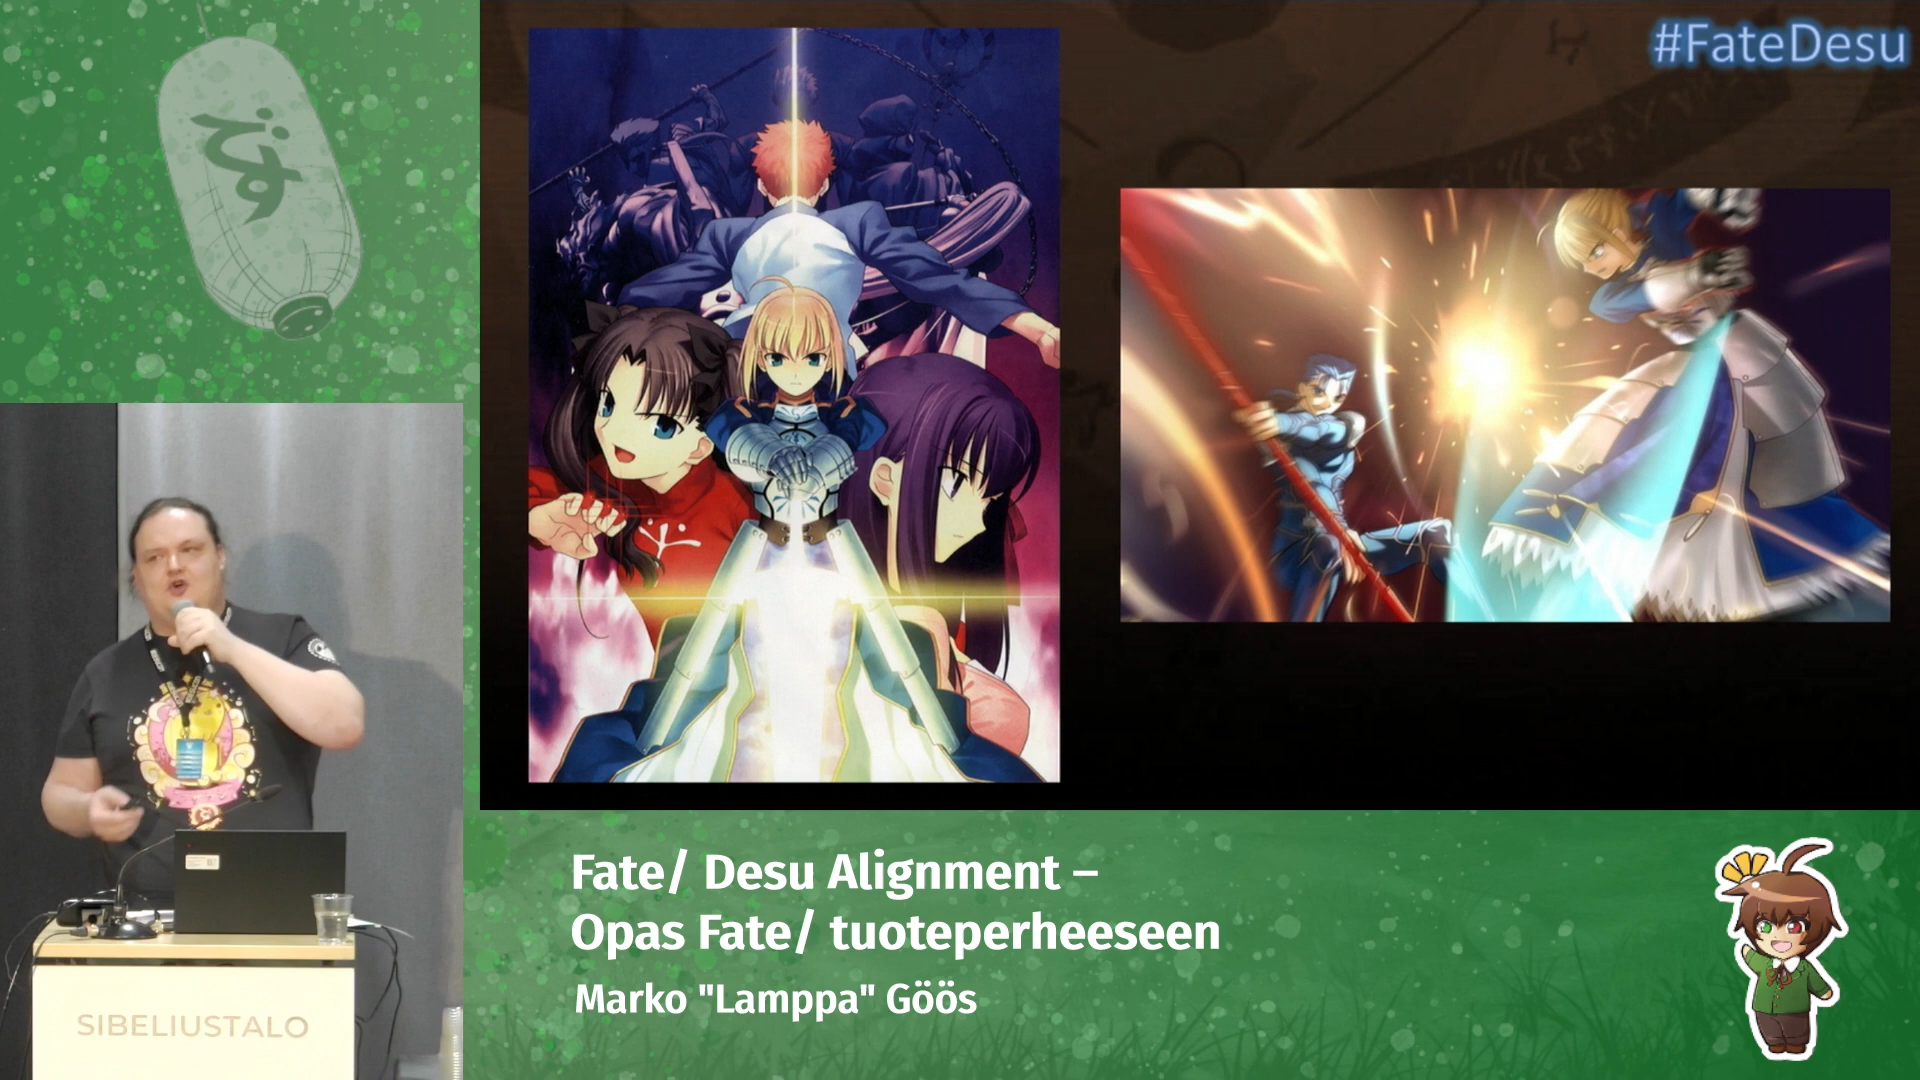 #FateDesu
SIBELIUSTALO
Fate/ Desu Alignment –
Opas Fate/ tuoteperheeseen
Marko "Lamppa" Göös